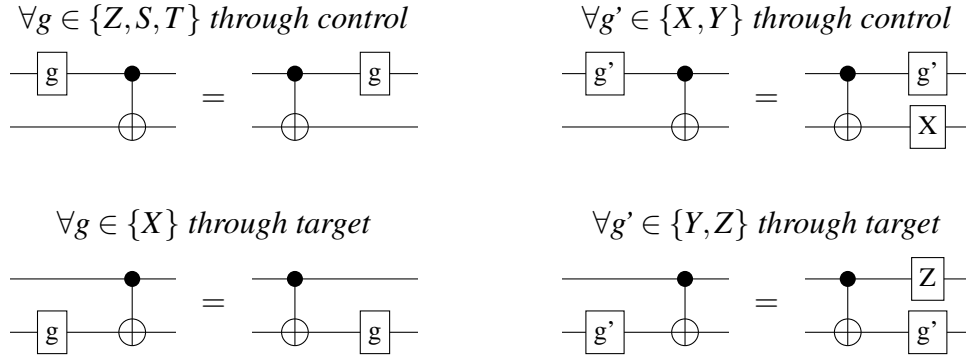 ∀g ∈ {Z, S, T} through control
g
=
g
∀g’ ∈ {X, Y} through control
g’
=
g’
X
∀g ∈ {X} through target
g
=
g
∀g’ ∈ {Y, Z} through target
g’
=
Z
g’